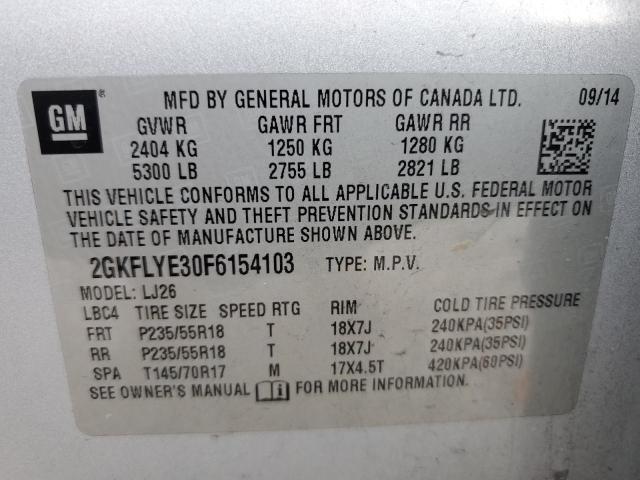 GM
MFD BY GENERAL MOTORS OF CANADA LTD. 09/14
GVWR GAWR FRT GAWR RR
2404 KG 1250 KG 1280 KG
5300 LB 2755 LB 2821 LB
THIS VEHICLE CONFORMS TO ALL APPLICABLE U.S. FEDERAL MOTOR
VEHICLE SAFETY AND THEFT PREVENTION STANDARDS IN EFFECT ON
THE DATE OF MANUFACTURE SHOWN ABOVE.
2GKFLYE30F6154103 TYPE: M.P.V.
MODEL: LJ26
LBC4 TIRE SIZE SPEED RTG RIM COLD TIRE PRESSURE
FRT P235/55R18 T 18X7J 240KPA(35PSI)
RR P235/55R18 T 18X7J 240KPA(35PSI)
SPA T145/70R17 M 17X4.5T 420KPA(60PSI)
SEE OWNER'S MANUAL FOR MORE INFORMATION.